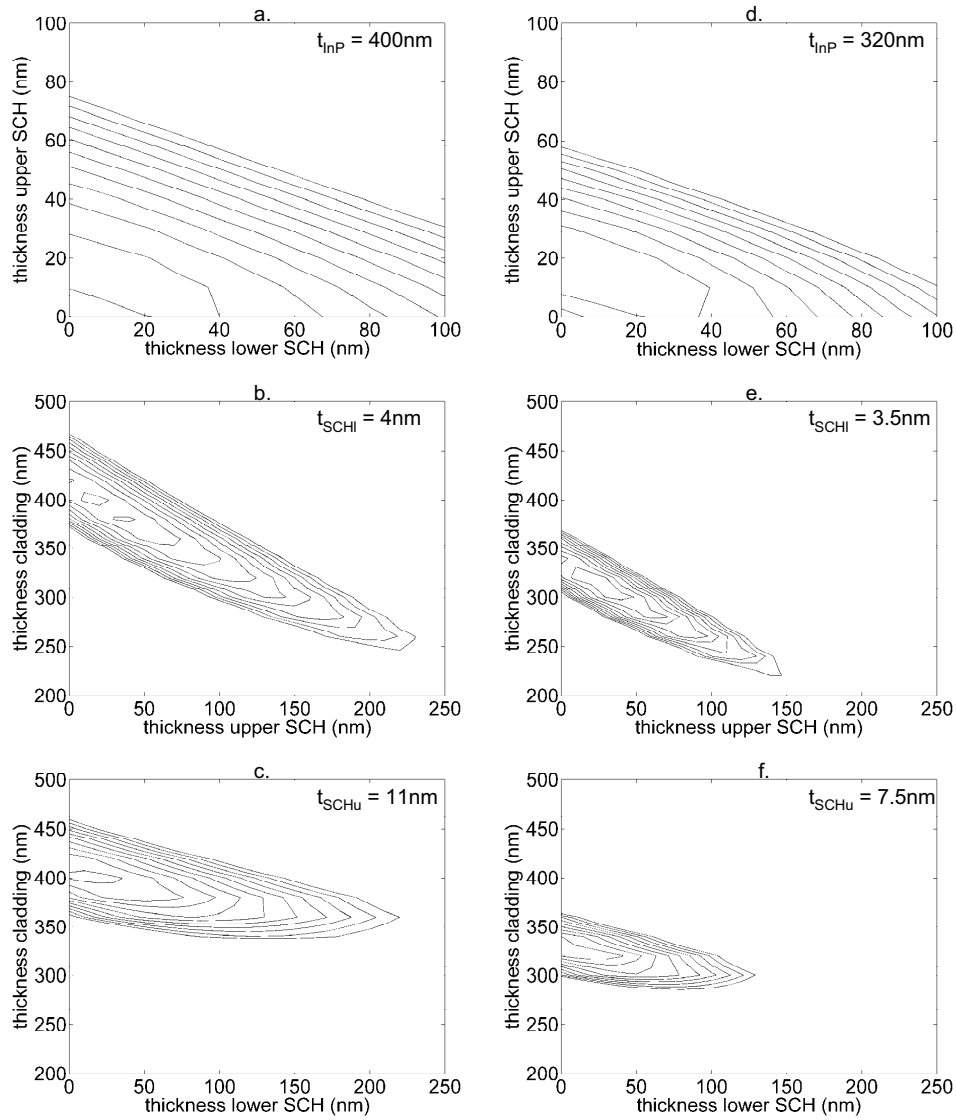 a.
t_InP = 400nm
100
80
60
40
20
0
thickness upper SCH (nm)
0 20 40 60 80 100
thickness lower SCH (nm)
d.
t_InP = 320nm
100
80
60
40
20
0
thickness upper SCH (nm)
0 20 40 60 80 100
thickness lower SCH (nm)
b.
t_SCHl = 4nm
500
450
400
350
300
250
200
thickness cladding (nm)
0 50 100 150 200 250
thickness upper SCH (nm)
e.
t_SCHl = 3.5nm
500
450
400
350
300
250
200
thickness cladding (nm)
0 50 100 150 200 250
thickness upper SCH (nm)
c.
t_SCHu = 11nm
500
450
400
350
300
250
200
thickness cladding (nm)
0 50 100 150 200 250
thickness lower SCH (nm)
f.
t_SCHu = 7.5nm
500
450
400
350
300
250
200
thickness cladding (nm)
0 50 100 150 200 250
thickness lower SCH (nm)